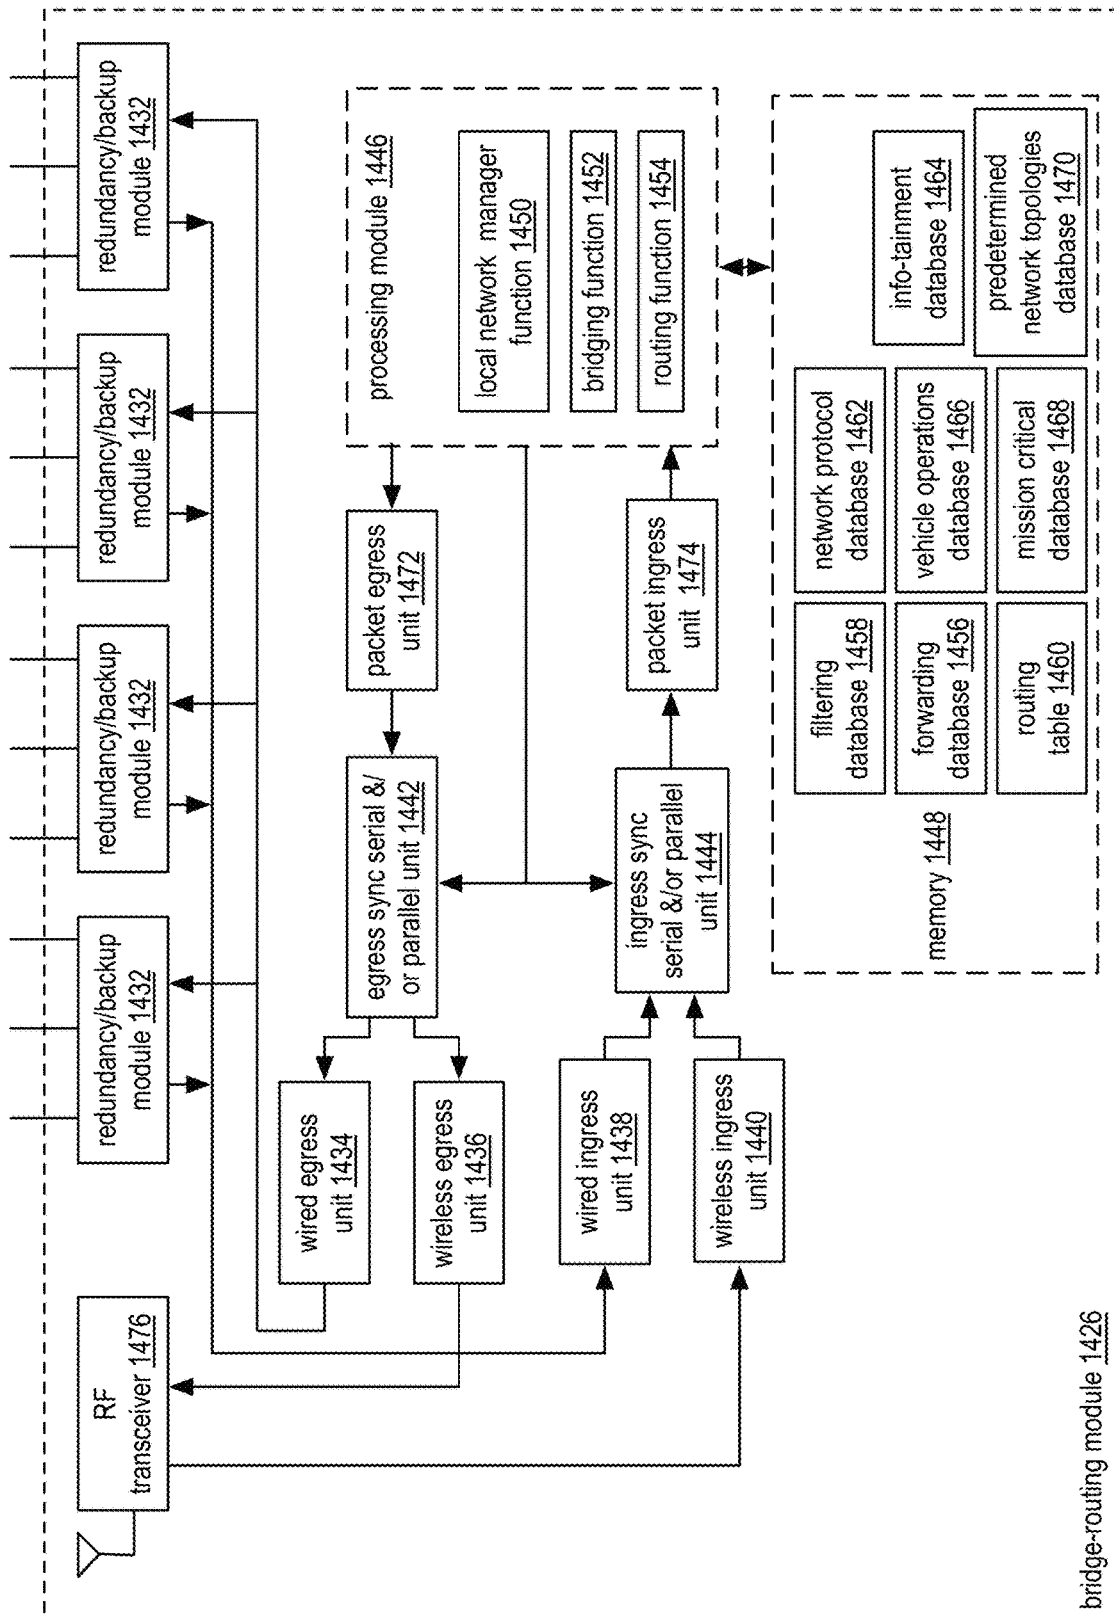 RF
transceiver 1476
redundancy/backup
module 1432
redundancy/backup
module 1432
redundancy/backup
module 1432
redundancy/backup
module 1432
wired egress
unit 1434
wireless egress
unit 1436
egress sync serial &/
or parallel unit 1442
packet egress
unit 1472
processing module 1446
local network manager
function 1450
bridging function 1452
routing function 1454
wired ingress
unit 1438
wireless ingress
unit 1440
ingress sync
serial &/or parallel
unit 1444
packet ingress
unit 1474
memory 1448
filtering
database 1458
network protocol
database 1462
info-tainment
database 1464
forwarding
database 1456
vehicle operations
database 1466
routing
table 1460
mission critical
database 1468
predetermined
network topologies
database 1470
bridge-routing module 1426